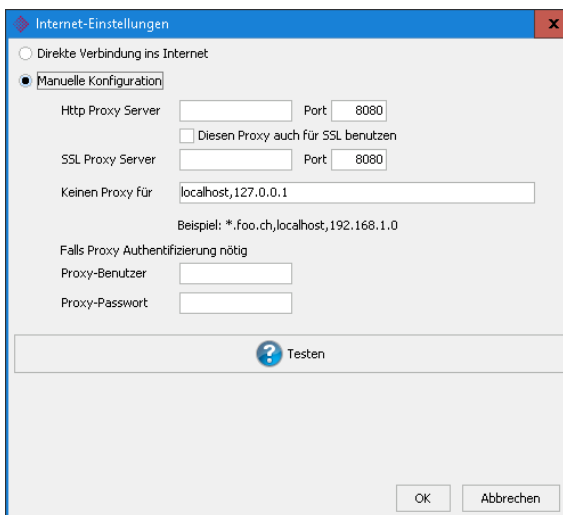 Internet-Einstellungen
x
Direkte Verbindung ins Internet
Manuelle Konfiguration
Http Proxy Server Port 8080
Diesen Proxy auch für SSL benutzen
SSL Proxy Server Port 8080
Keinen Proxy für localhost,127.0.0.1
Beispiel: *.foo.ch,localhost,192.168.1.0
Falls Proxy Authentifizierung nötig
Proxy-Benutzer
Proxy-Passwort
? Testen
OK Abbrechen